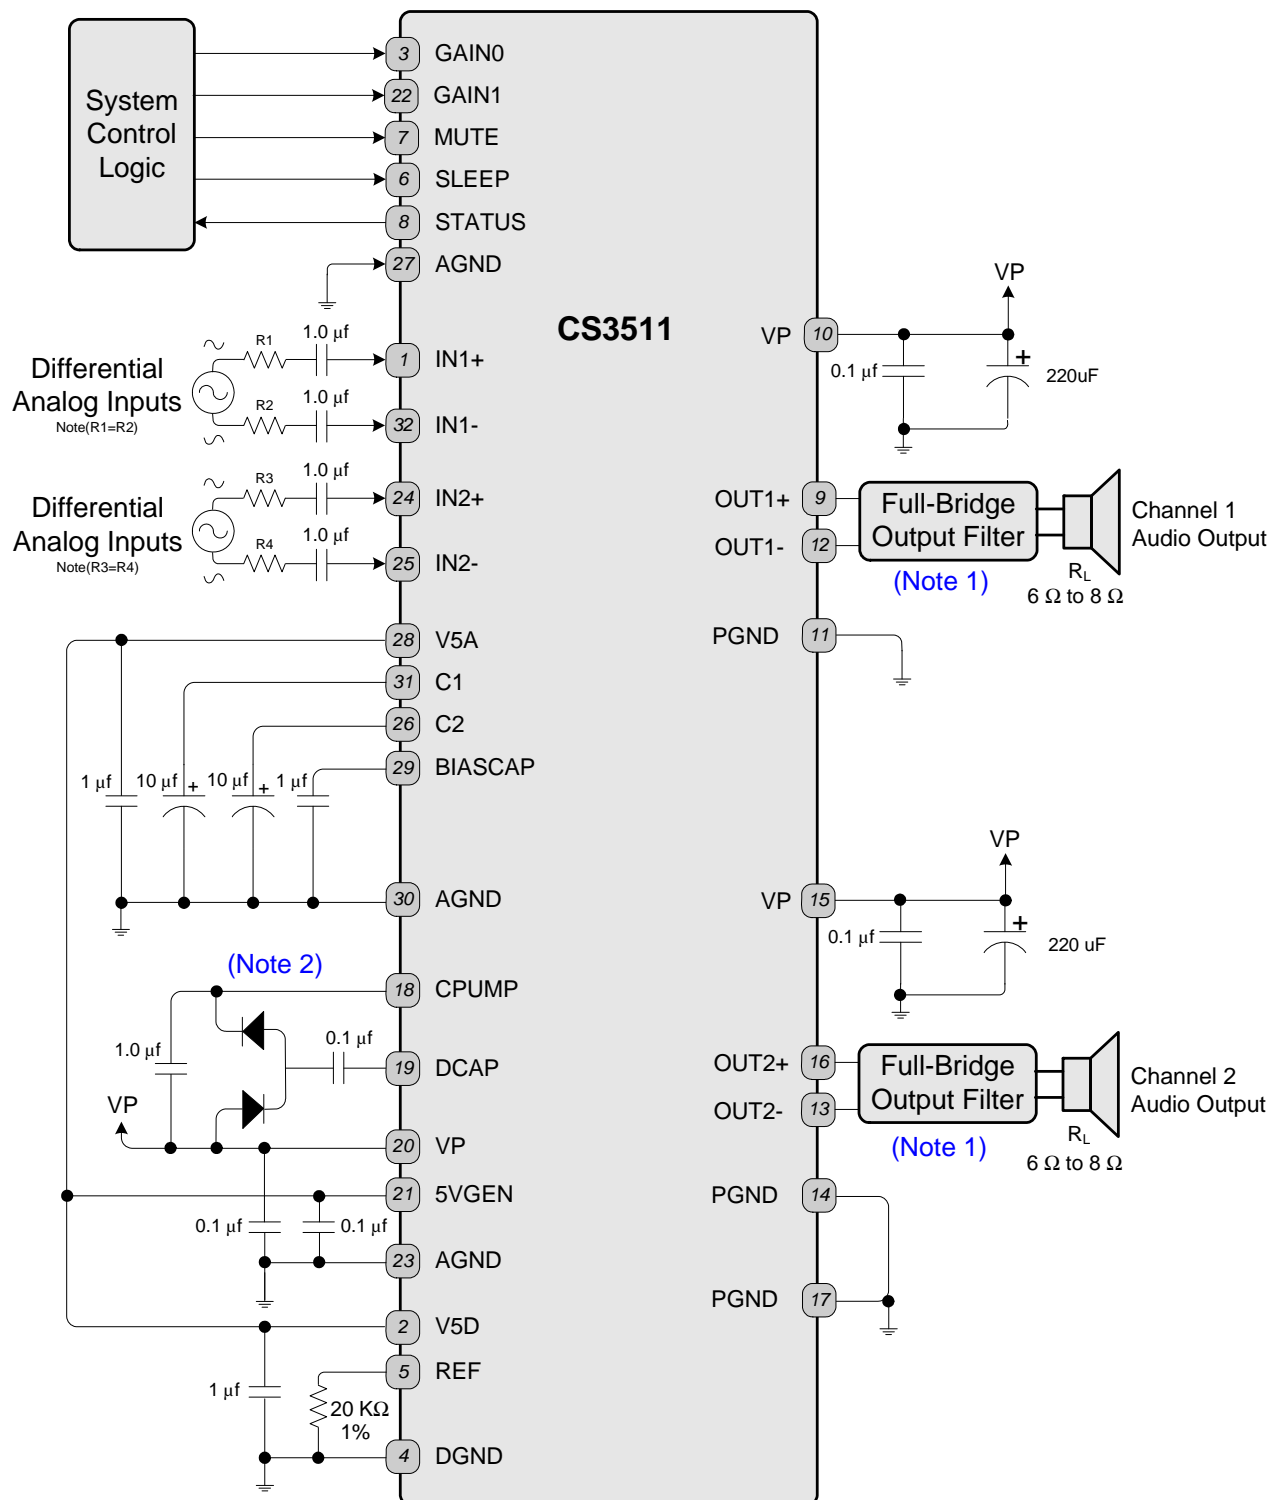 System
Control
Logic
3 GAIN0
22 GAIN1
7 MUTE
6 SLEEP
8 STATUS
27 AGND
CS3511
Differential
Analog Inputs
Note(R1=R2)
R1
1.0 µf
1 IN1+
R2
1.0 µf
32 IN1-
Differential
Analog Inputs
Note(R3=R4)
R3
1.0 µf
24 IN2+
R4
1.0 µf
25 IN2-
28 V5A
31 C1
26 C2
29 BIASCAP
1 µf
10 µf
+
10 µf
+
1 µf
30 AGND
(Note 2)
18 CPUMP
1.0 µf
0.1 µf
19 DCAP
VP
20 VP
21 5VGEN
0.1 µf
0.1 µf
23 AGND
2 V5D
5 REF
1 µf
20 KΩ
1%
4 DGND
VP
VP 10
0.1 µf
+
220uF
OUT1+ 9
OUT1- 12
Full-Bridge
Output Filter
(Note 1)
Channel 1
Audio Output
RL
6 Ω to 8 Ω
PGND 11
VP
VP 15
0.1 µf
+
220 uF
OUT2+ 16
OUT2- 13
Full-Bridge
Output Filter
(Note 1)
Channel 2
Audio Output
RL
6 Ω to 8 Ω
PGND 14
PGND 17